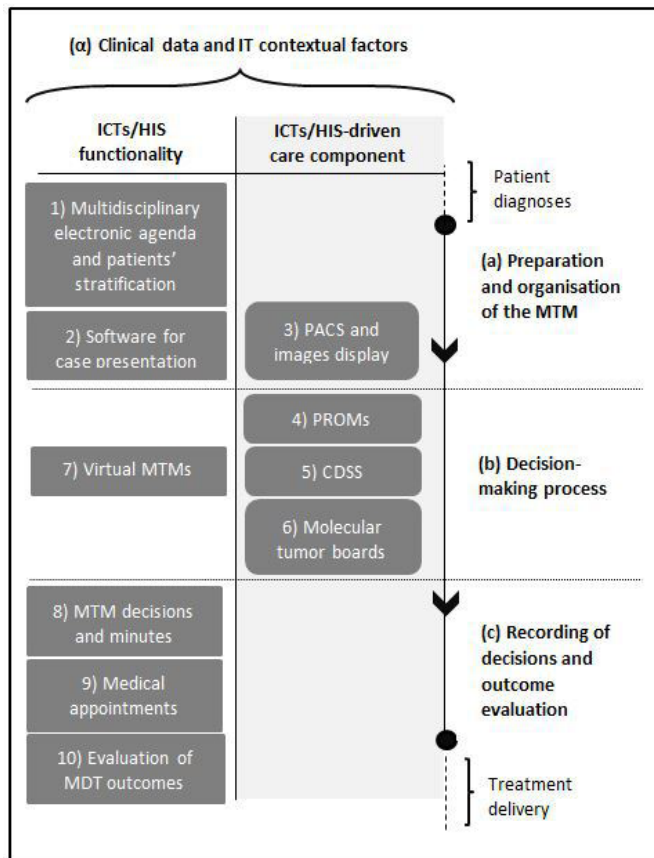 (α) Clinical data and IT contextual factors
ICTs/HIS
functionality
ICTs/HIS-driven
care component
Patient
diagnoses
1) Multidisciplinary
electronic agenda
and patients'
stratification
(a) Preparation
and organisation
of the MTM
2) Software for
case presentation
3) PACS and
images display
4) PROMs
7) Virtual MTMs
5) CDSS
(b) Decision-
making process
6) Molecular
tumor boards
8) MTM decisions
and minutes
(c) Recording of
decisions and
outcome
evaluation
9) Medical
appointments
10) Evaluation of
MDT outcomes
Treatment
delivery